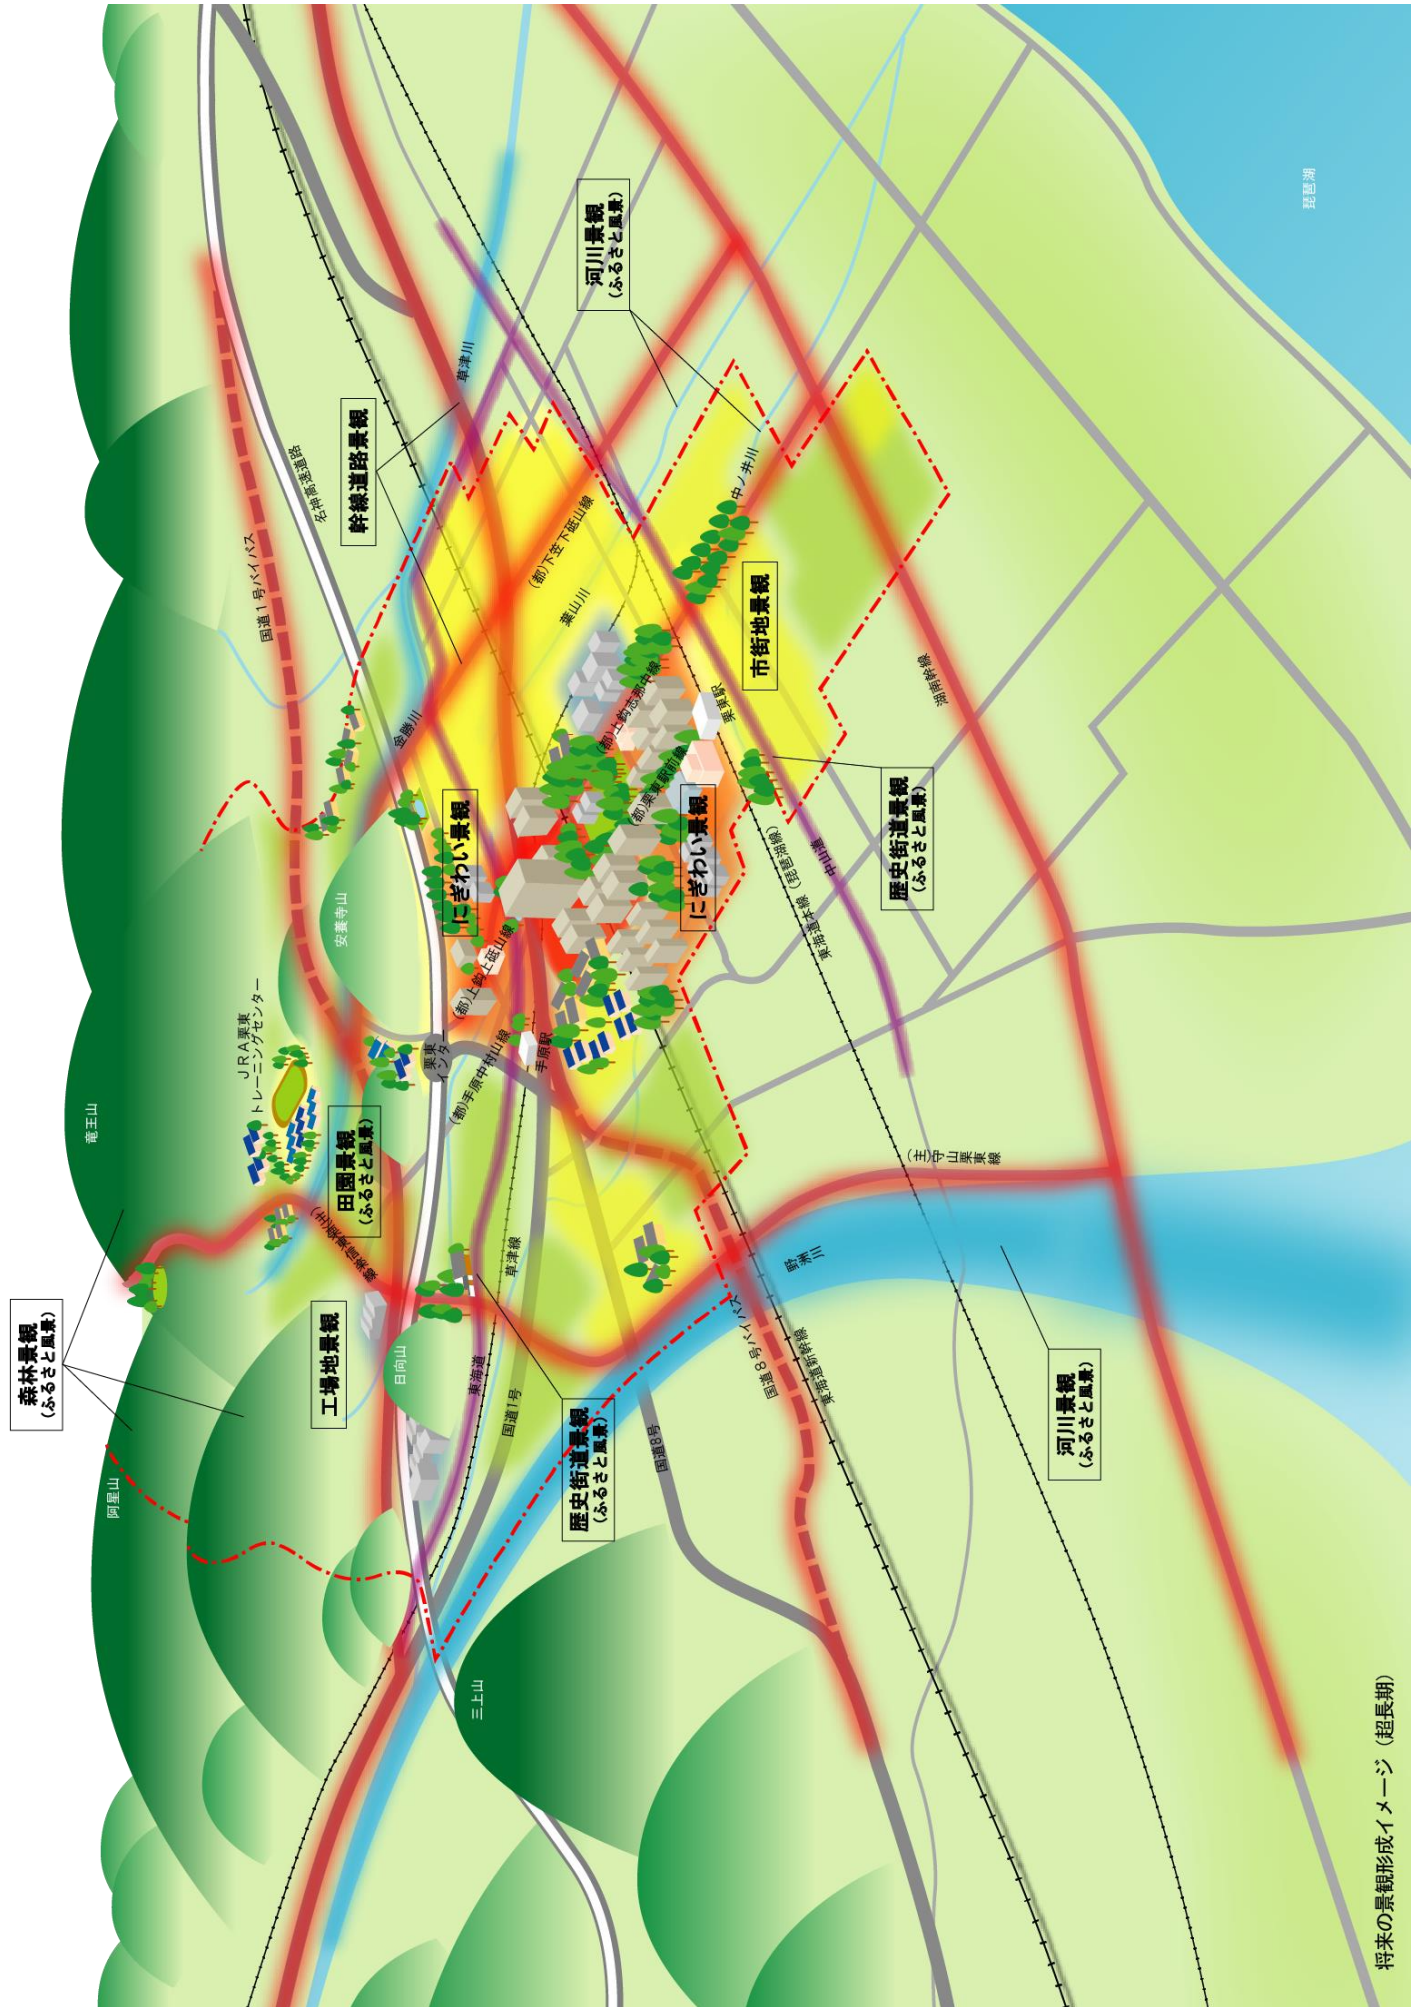 森林景観
(ふるさと風景)
竜王山
阿星山
JRA栗東
トレーニングセンター
国道1号バイパス
名神高速道路
幹線道路景観
草津川
河川景観
(ふるさと風景)
琵琶湖
安養寺山
金勝川
(都)下笠下砥山線
葉山川
中ノ井川
市街地景観
にぎわい景観
にぎわい景観
(都)上鈎志那中線
(都)栗東駅前線
栗東駅
(都)上鈎上砥山線
栗東
インター
(都)手原中村山線
手原駅
田園景観
(ふるさと風景)
工場地景観
日向山
東海道
草津線
国道1号
歴史街道景観
(ふるさと風景)
国道8号
三上山
国道8号バイパス
東海道新幹線
野洲川
(主)守山栗東線
東海道本線(琵琶湖線)
中山道
歴史街道景観
(ふるさと風景)
湖南幹線
河川景観
(ふるさと風景)
将来の景観形成イメージ(超長期)